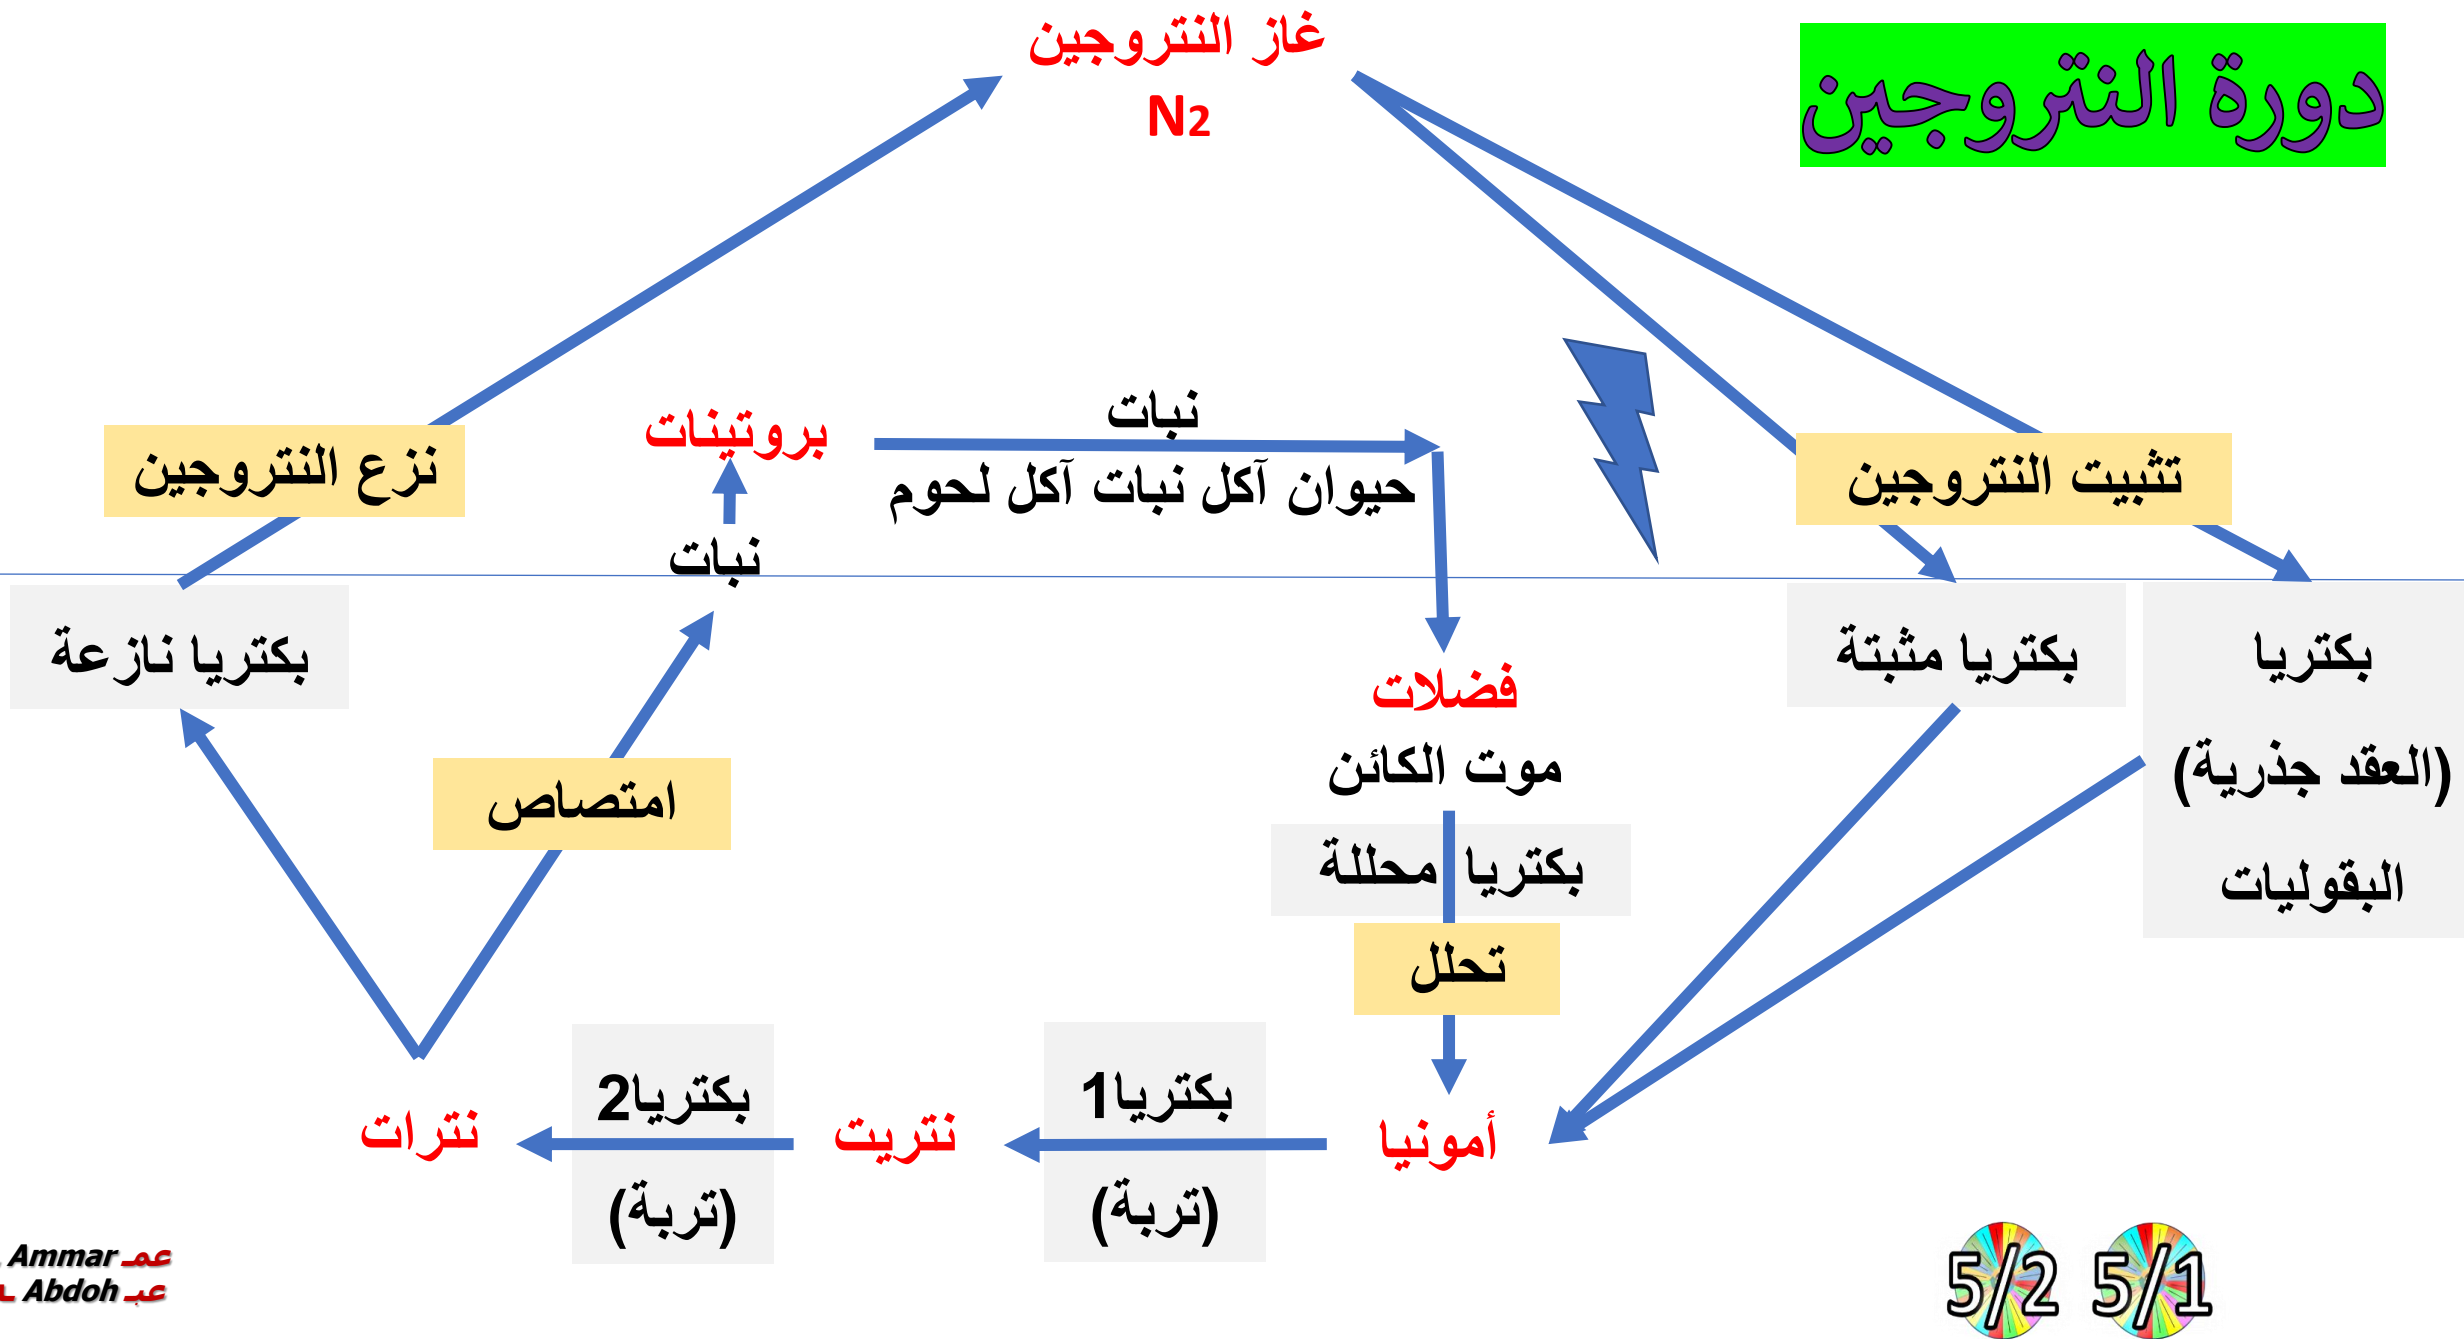 دورة النتروجين
غاز النتروجين
N2
نزع النتروجين
بروتينات
نبات
حيوان آكل نبات آكل لحوم
تثبيت النتروجين
نبات
بكتريا نازعة
امتصاص
فضلات
موت الكائن
بكتريا محللة
تحلل
بكتريا مثبتة
بكتريا
(العقد جذرية)
البقوليات
أمونيا
بكتريا1
(تربة)
نتريت
بكتريا2
(تربة)
نترات
Ammar عمـ
Abdoh عبـ
5/2
5/1